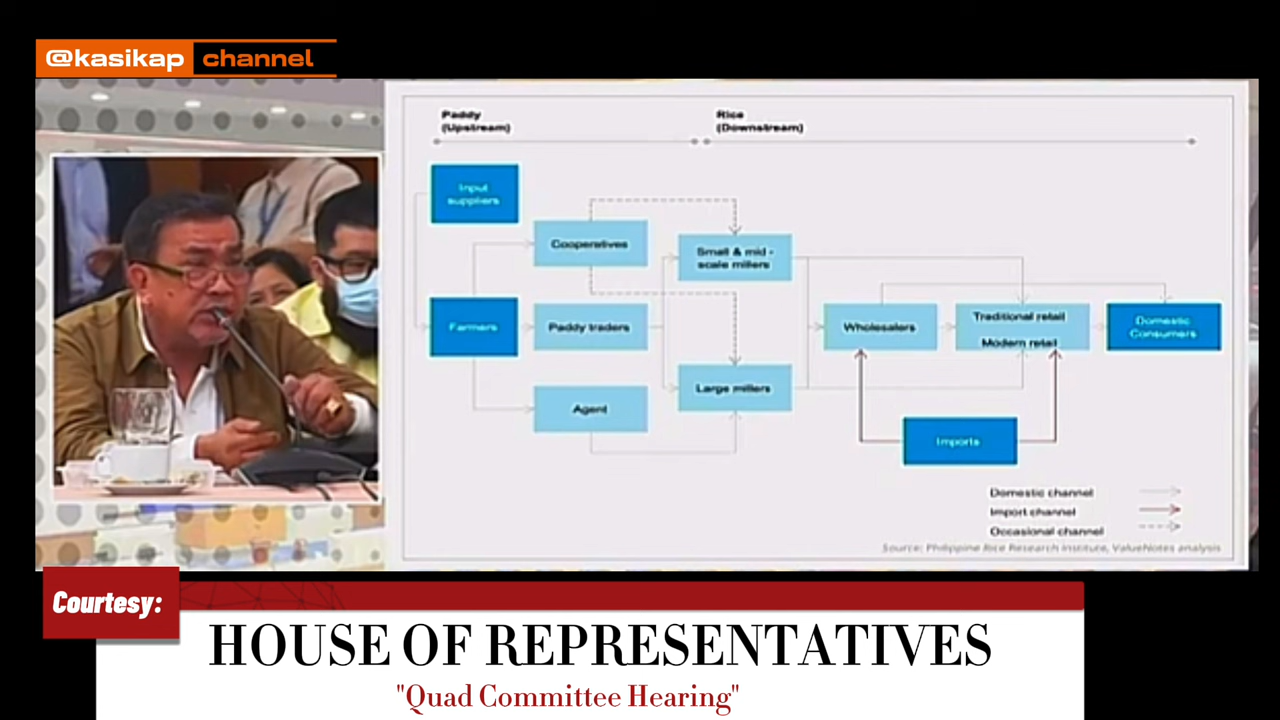 @kasikap channel
Paddy
(Upstream)
Rice
(Downstream)
Input
suppliers
Cooperatives
Small & mid -
scale millers
Farmers
Paddy traders
Wholesalers
Traditional retail
Modern retail
Domestic
Consumers
Large millers
Agent
Imports
Domestic channel
Import channel
Occasional channel
Source: Philippine Rice Research Institute, ValueNotes analysis
Courtesy:
HOUSE OF REPRESENTATIVES
"Quad Committee Hearing"